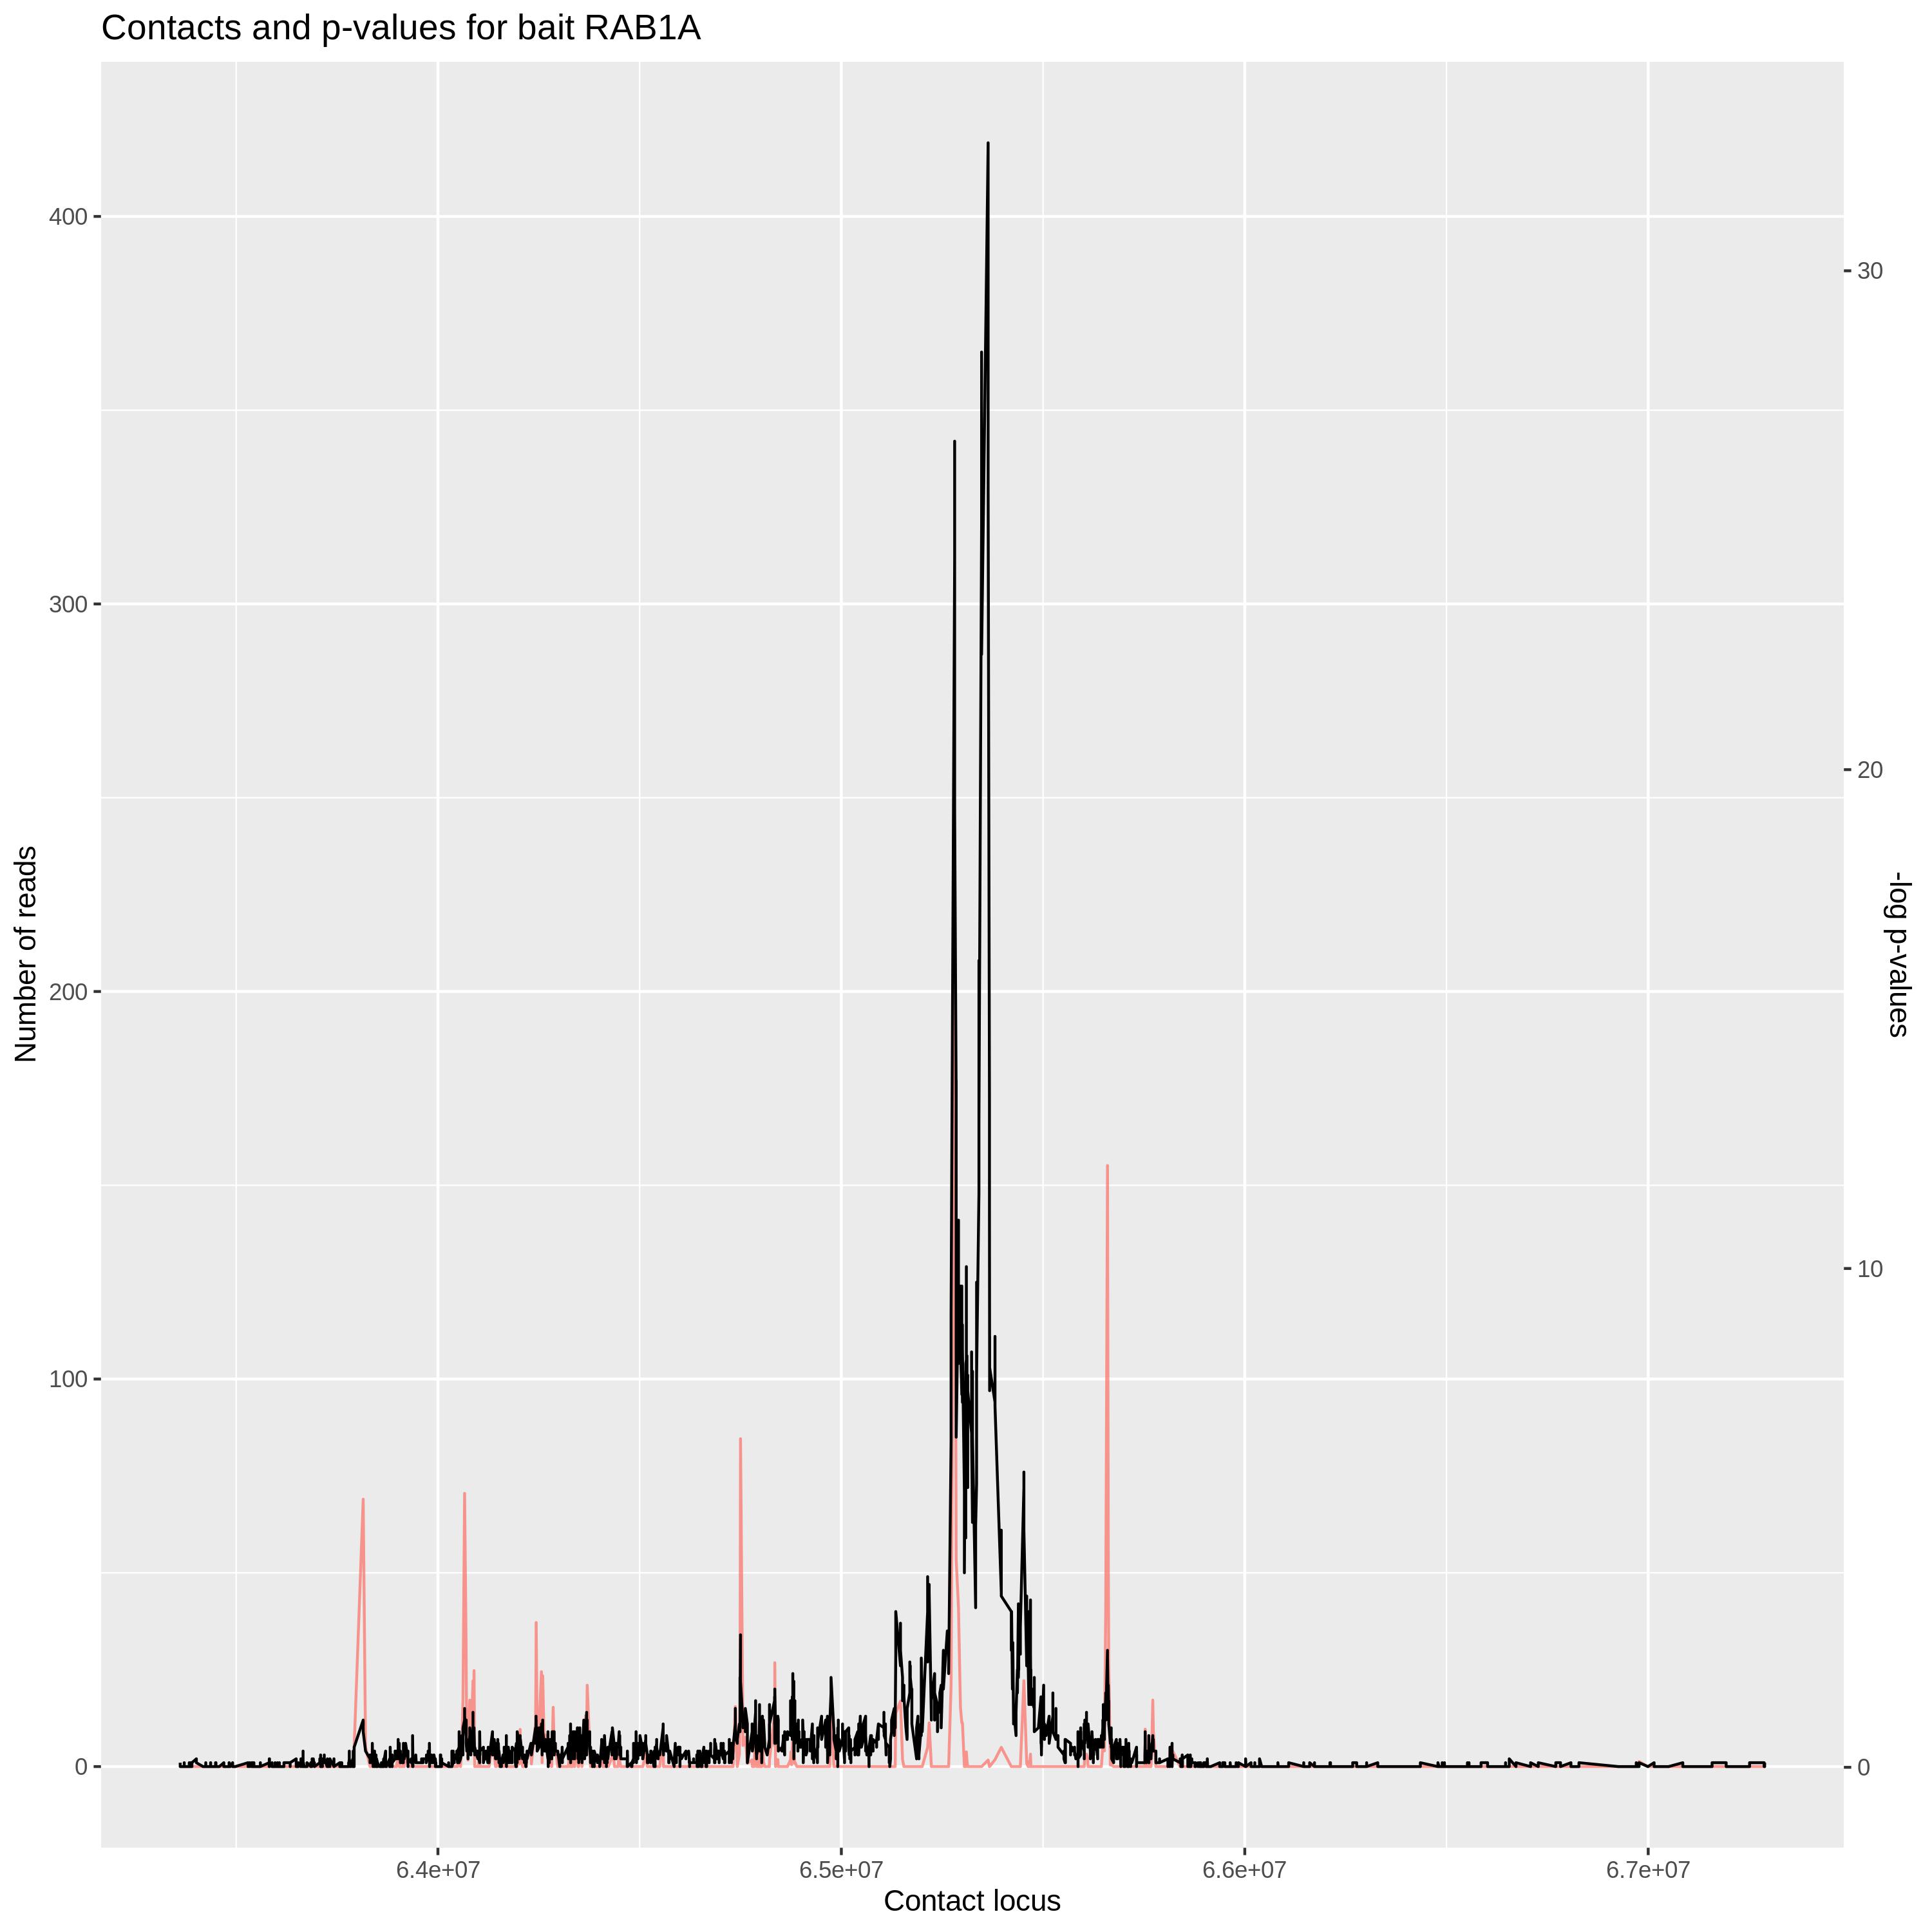 Contacts and p-values for bait RAB1A
400
300
200
100
0
Number of reads
30
20
10
0
-log p-values
6.4e+07 6.5e+07 6.6e+07 6.7e+07
Contact locus